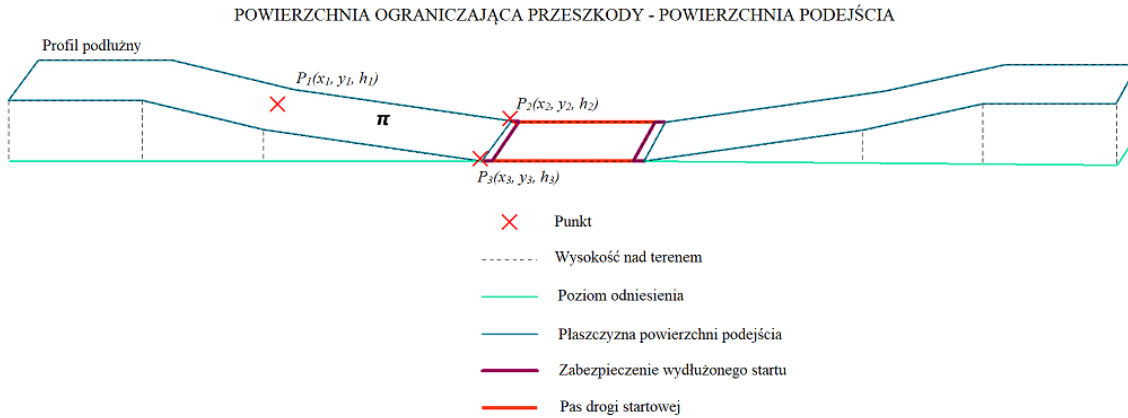 POWIERZCHNIA OGRANICZAJĄCA PRZESZKODY - POWIERZCHNIA PODEJŚCIA
Profil podłużny
P₁(x₁, y₁, h₁)
P₂(x₂, y₂, h₂)
π
P₃(x₃, y₃, h₃)
Punkt
Wysokość nad terenem
Poziom odniesienia
Płaszczyzna powierzchni podejścia
Zabezpieczenie wydłużonego startu
Pas drogi startowej